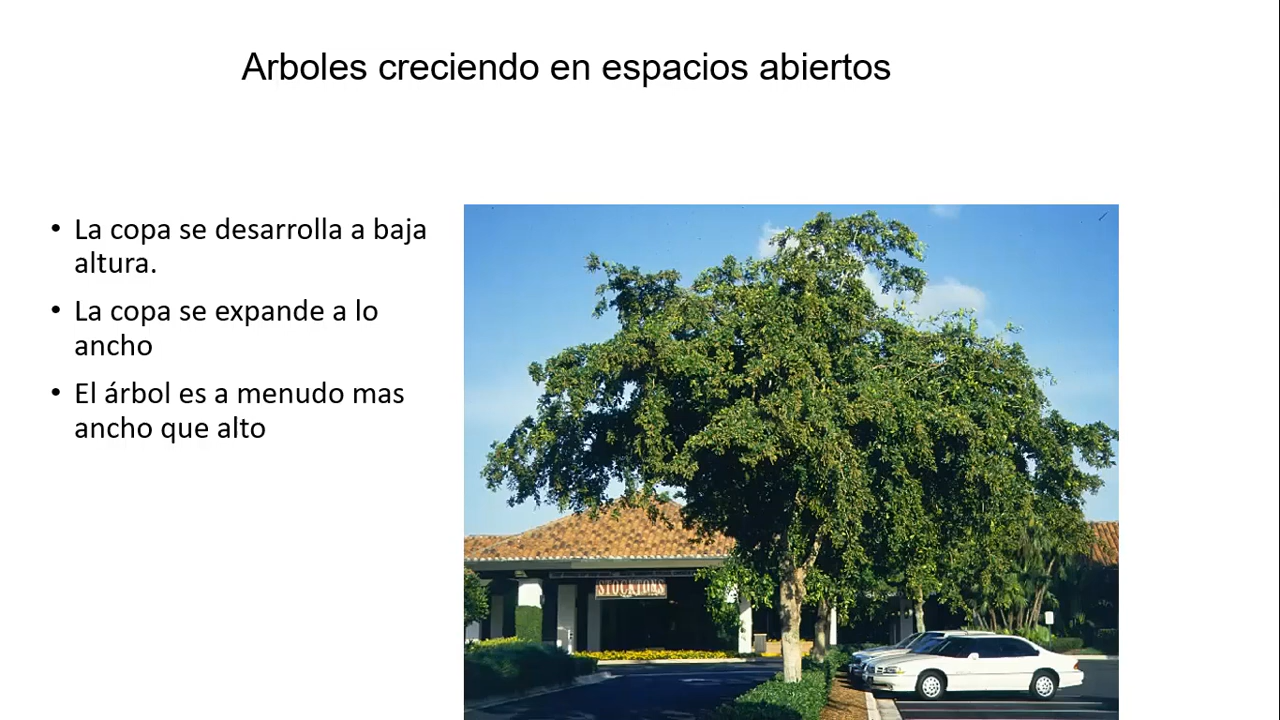 Arboles creciendo en espacios abiertos
• La copa se desarrolla a baja
altura.
• La copa se expande a lo
ancho
• El árbol es a menudo mas
ancho que alto
STOCKTONS